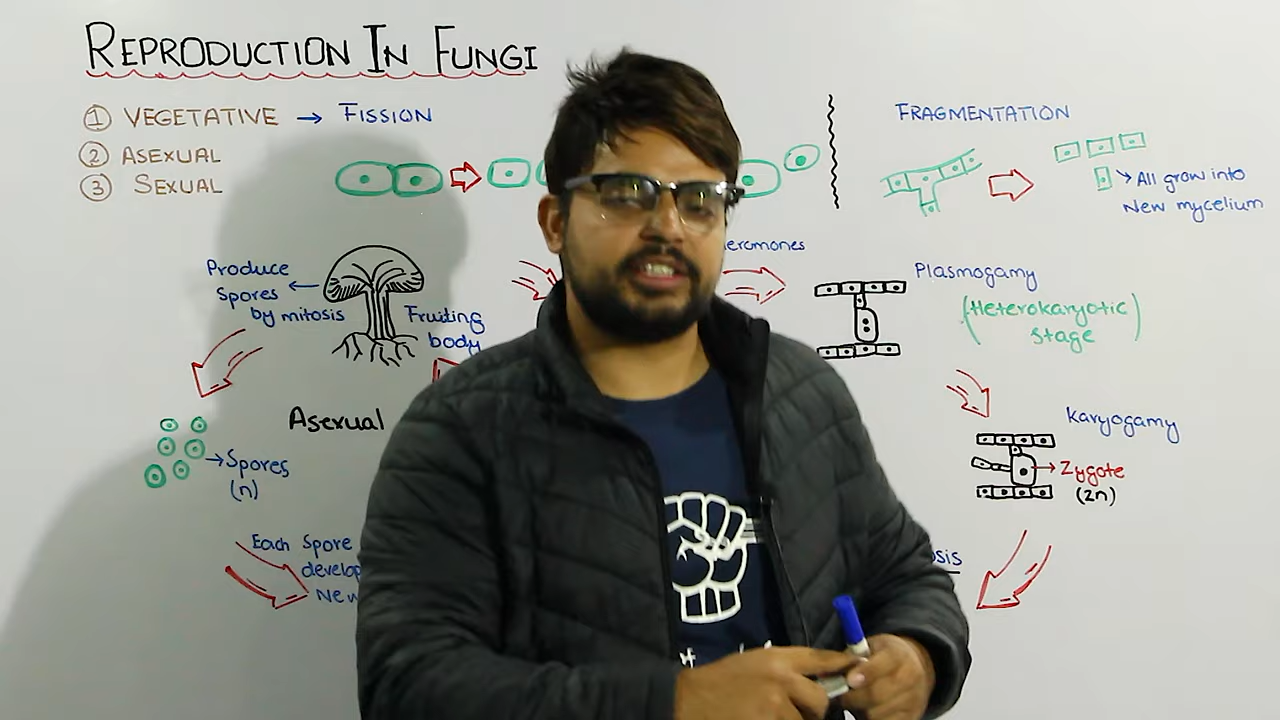 REPRODUCTION IN FUNGI
① VEGETATIVE → FISSION
② ASEXUAL
③ SEXUAL
FRAGMENTATION
All grow into
New mycelium
Produce
Spores
by mitosis
Fruiting
body
Plasmogamy
(Heterokaryotic)
stage
Asexual
Spores
(n)
Karyogamy
Zygote
(2n)
Each Spore
New